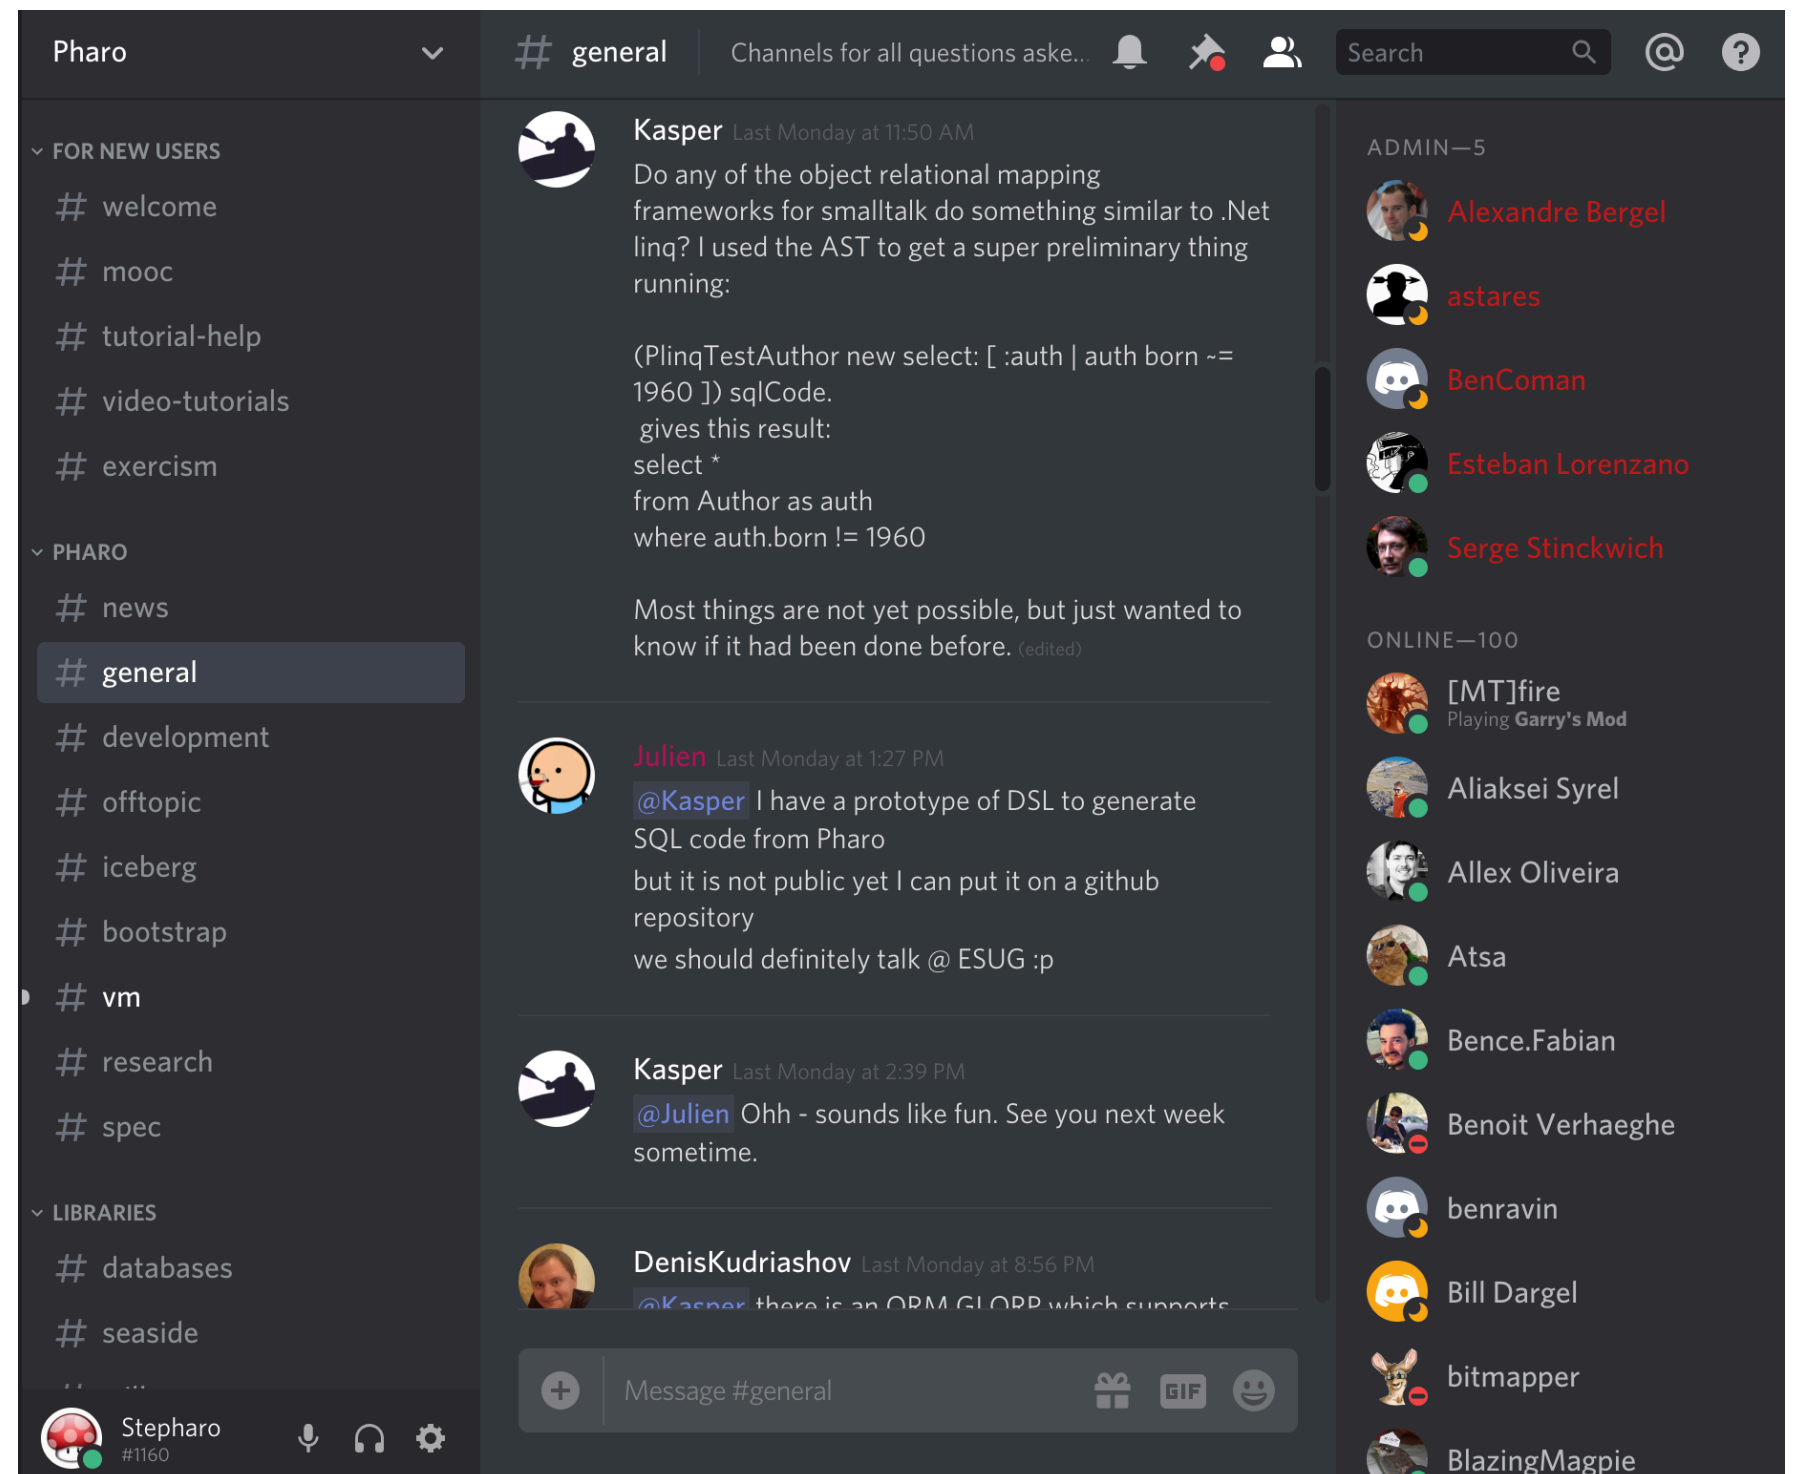 Pharo
FOR NEW USERS
# welcome
# mooc
# tutorial-help
# video-tutorials
# exercism
PHARO
# news
# general
# development
# offtopic
# iceberg
# bootstrap
# vm
# research
# spec
LIBRARIES
# databases
# seaside
Stepharo
#1160
# general
Channels for all questions aske...
Search
Kasper Last Monday at 11:50 AM
Do any of the object relational mapping
frameworks for smalltalk do something similar to .Net
linq? I used the AST to get a super preliminary thing
running:
(PlinqTestAuthor new select: [ :auth | auth born ~=
1960 ]) sqlCode.
gives this result:
select *
from Author as auth
where auth.born != 1960
Most things are not yet possible, but just wanted to
know if it had been done before. (edited)
Julien Last Monday at 1:27 PM
@Kasper I have a prototype of DSL to generate
SQL code from Pharo
but it is not public yet I can put it on a github
repository
we should definitely talk @ ESUG :p
Kasper Last Monday at 2:39 PM
@Julien Ohh - sounds like fun. See you next week
sometime.
DenisKudriashov Last Monday at 8:56 PM
@Kasper there is an ORM GLORP which supports
Message #general
GIF
ADMIN—5
Alexandre Bergel
astares
BenComan
Esteban Lorenzano
Serge Stinckwich
ONLINE—100
[MT]fire
Playing Garry's Mod
Aliaksei Syrel
Allex Oliveira
Atsa
Bence.Fabian
Benoit Verhaeghe
benravin
Bill Dargel
bitmapper
BlazingMagpie